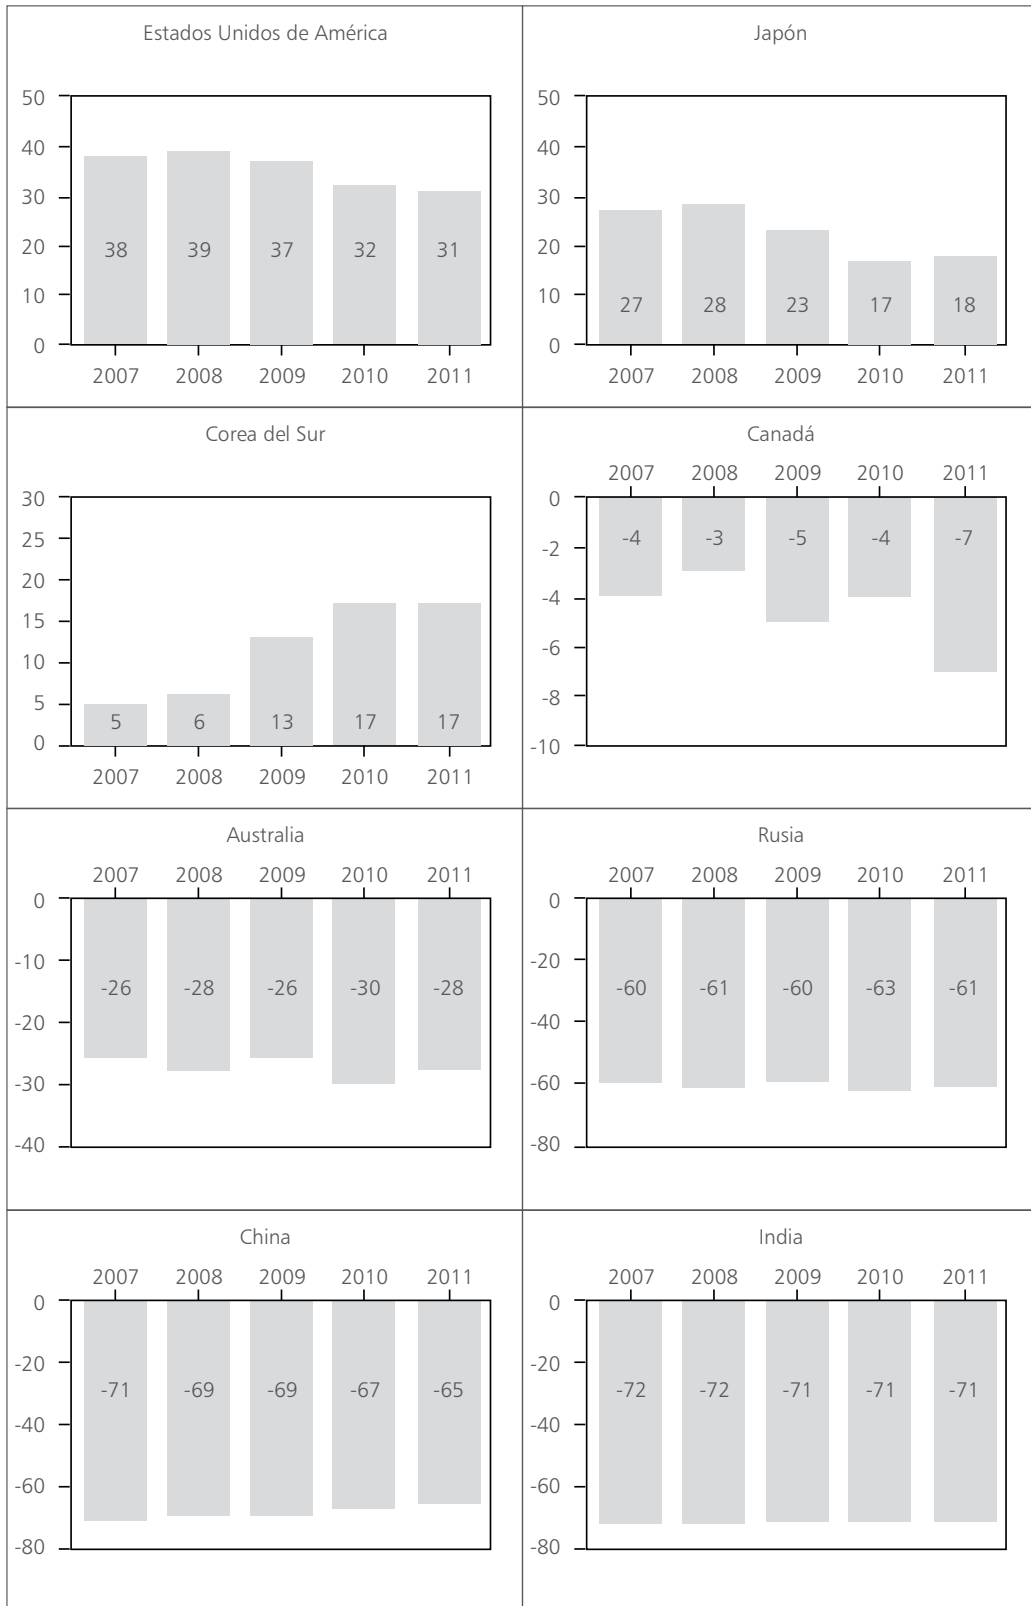 Estados Unidos de América
50
40
30
20
10
0
38 39 37 32 31
2007 2008 2009 2010 2011
Japón
50
40
30
20
10
0
27 28 23 17 18
2007 2008 2009 2010 2011
Corea del Sur
30
25
20
15
10
5
0
5 6 13 17 17
2007 2008 2009 2010 2011
Canadá
2007 2008 2009 2010 2011
0
-2
-4
-6
-8
-10
-4 -3 -5 -4 -7
Australia
2007 2008 2009 2010 2011
0
-10
-20
-30
-40
-26 -28 -26 -30 -28
Rusia
2007 2008 2009 2010 2011
0
-20
-40
-60
-80
-60 -61 -60 -63 -61
China
2007 2008 2009 2010 2011
0
-20
-40
-60
-80
-71 -69 -69 -67 -65
India
2007 2008 2009 2010 2011
0
-20
-40
-60
-80
-72 -72 -71 -71 -71